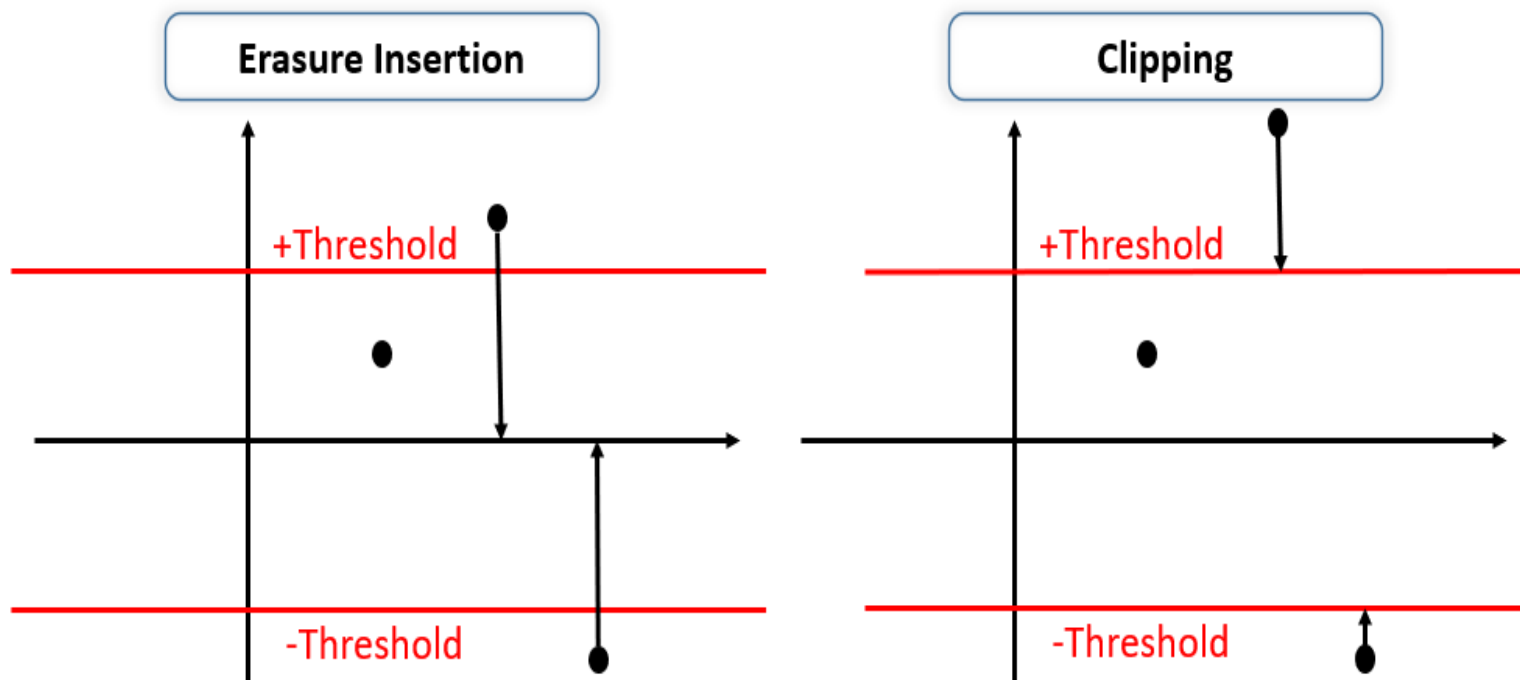 Erasure Insertion
Clipping
+Threshold
+Threshold
-Threshold
-Threshold